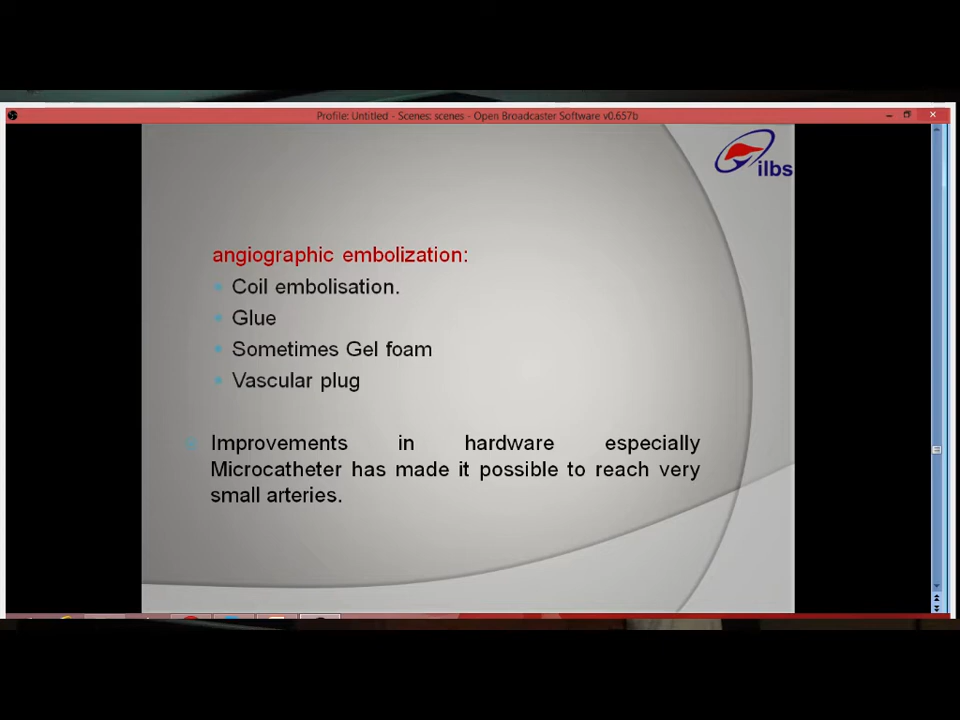 Profile: Untitled - Scenes: scenes - Open Broadcaster Software v0.657b
ilbs
angiographic embolization:
Coil embolisation.
Glue
Sometimes Gel foam
Vascular plug
Improvements in hardware especially
Microcatheter has made it possible to reach very
small arteries.